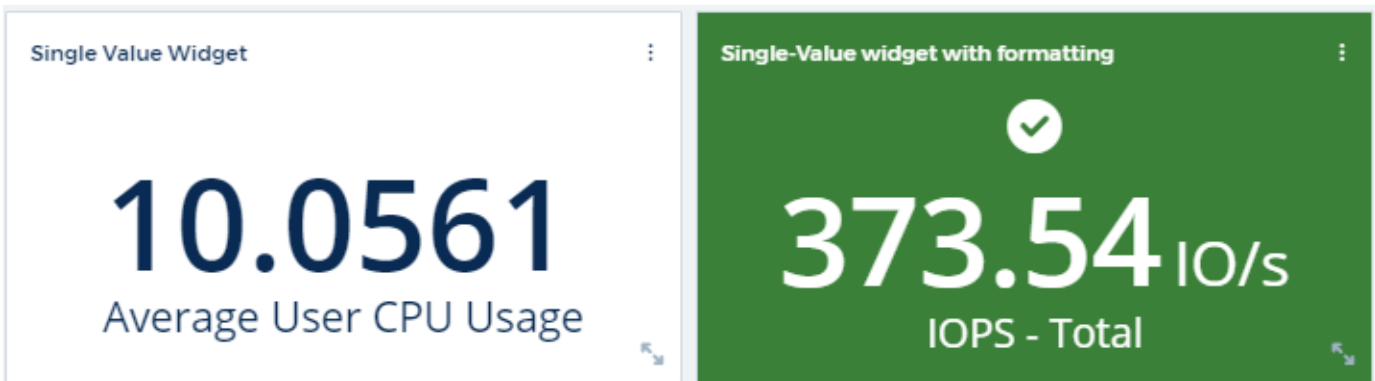 Single Value Widget
10.0561
Average User CPU Usage
Single-Value widget with formatting
373.54 IO/s
IOPS - Total